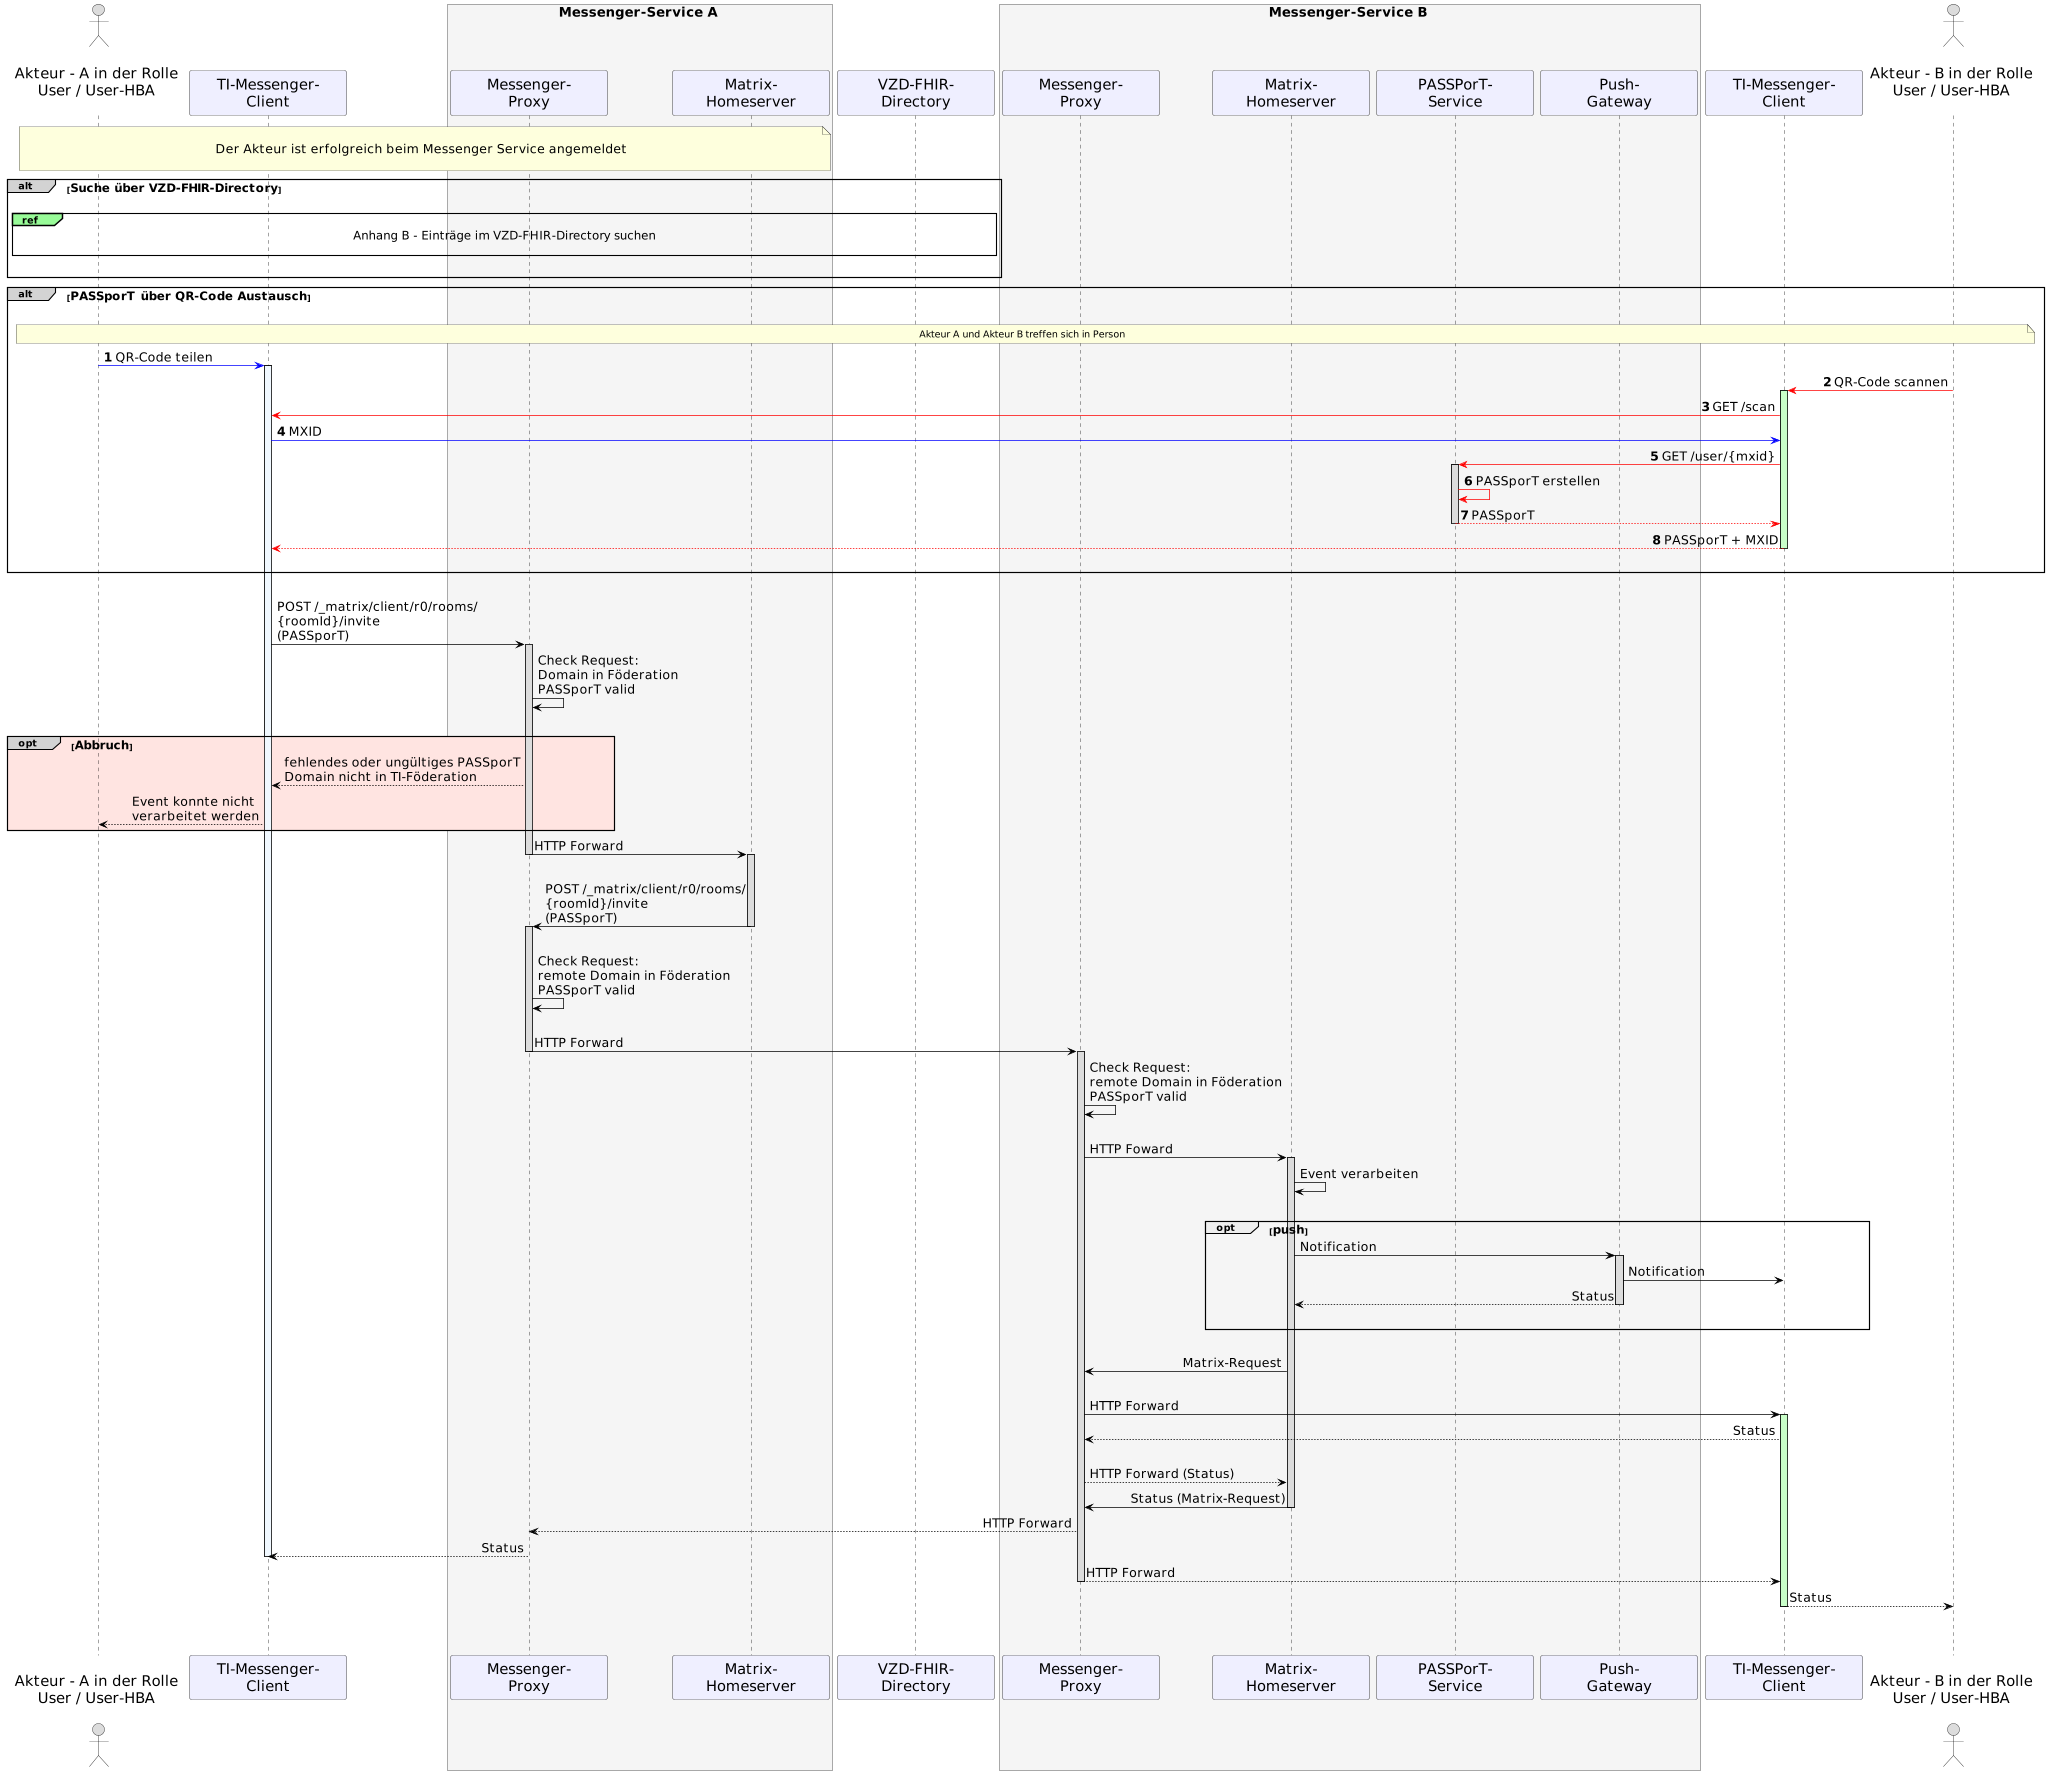 Messenger-Service A
Messenger-Service B
Akteur - A in der Rolle
User / User-HBA
TI-Messenger-
Client
Messenger-
Proxy
Matrix-
Homeserver
VZD-FHIR-
Directory
Messenger-
Proxy
Matrix-
Homeserver
PASSPorT-
Service
Push-
Gateway
TI-Messenger-
Client
Akteur - B in der Rolle
User / User-HBA
Der Akteur ist erfolgreich beim Messenger Service angemeldet
alt [Suche über VZD-FHIR-Directory]
ref
Anhang B - Einträge im VZD-FHIR-Directory suchen
alt [PASSporT über QR-Code Austausch]
Akteur A und Akteur B treffen sich in Person
1 QR-Code teilen
2 QR-Code scannen
3 GET /scan
4 MXID
5 GET /user/{mxid}
6 PASSporT erstellen
7 PASSporT
8 PASSporT + MXID
POST /_matrix/client/r0/rooms/
{roomId}/invite
(PASSporT)
Check Request:
Domain in Föderation
PASSporT valid
opt [Abbruch]
fehlendes oder ungültiges PASSporT
Domain nicht in TI-Föderation
Event konnte nicht
verarbeitet werden
HTTP Forward
POST /_matrix/client/r0/rooms/
{roomId}/invite
(PASSporT)
Check Request:
remote Domain in Föderation
PASSporT valid
HTTP Forward
Check Request:
remote Domain in Föderation
PASSporT valid
HTTP Foward
Event verarbeiten
opt [push]
Notification
Notification
Status
Matrix-Request
HTTP Forward
Status
HTTP Forward (Status)
Status (Matrix-Request)
HTTP Forward
Status
HTTP Forward
Status
Akteur - A in der Rolle
User / User-HBA
TI-Messenger-
Client
Messenger-
Proxy
Matrix-
Homeserver
VZD-FHIR-
Directory
Messenger-
Proxy
Matrix-
Homeserver
PASSPorT-
Service
Push-
Gateway
TI-Messenger-
Client
Akteur - B in der Rolle
User / User-HBA